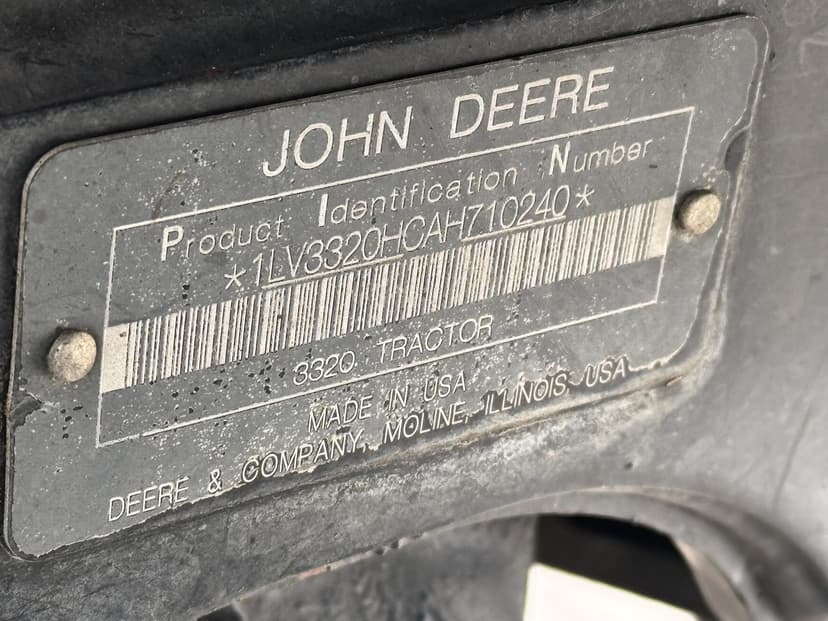 JOHN DEERE
Product Identification Number
*1LV3320HCAH710240*
3320 TRACTOR
MADE IN USA
DEERE & COMPANY, MOLINE, ILLINOIS USA